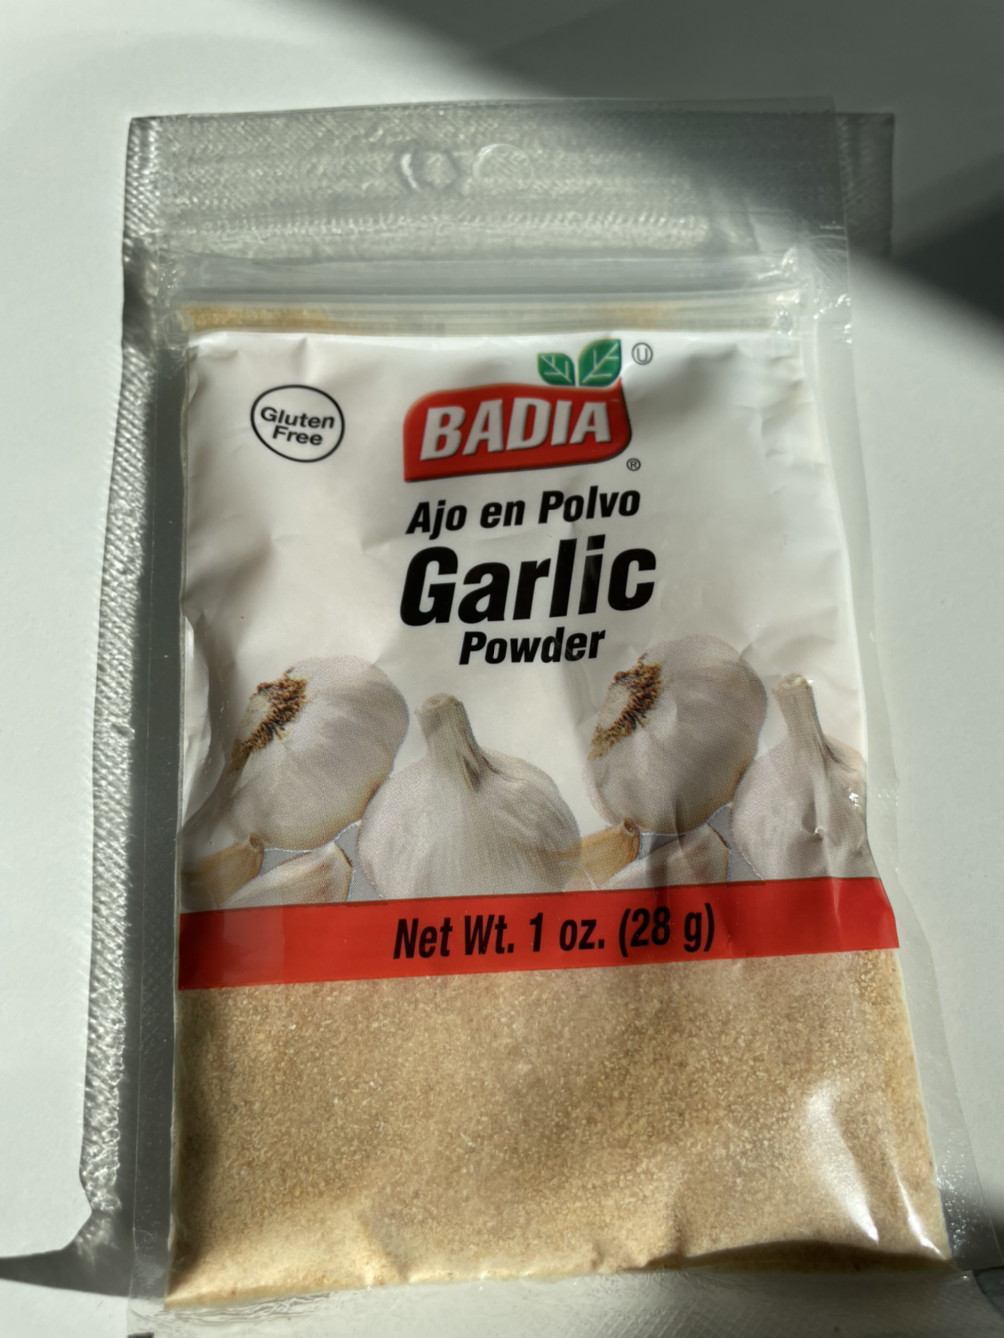 Gluten
Free
BADIA
U
®
Ajo en Polvo
Garlic
Powder
Net Wt. 1 oz. (28 g)